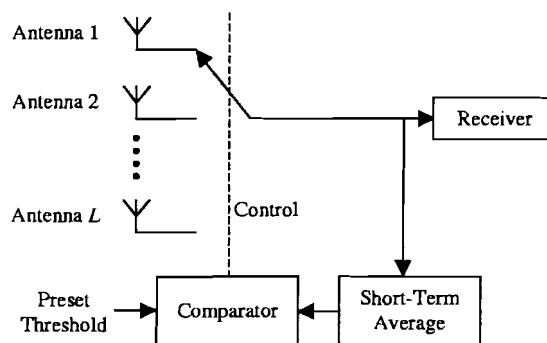 Antenna 1
Antenna 2
Receiver
Antenna L
Control
Preset
Threshold
Comparator
Short-Term
Average